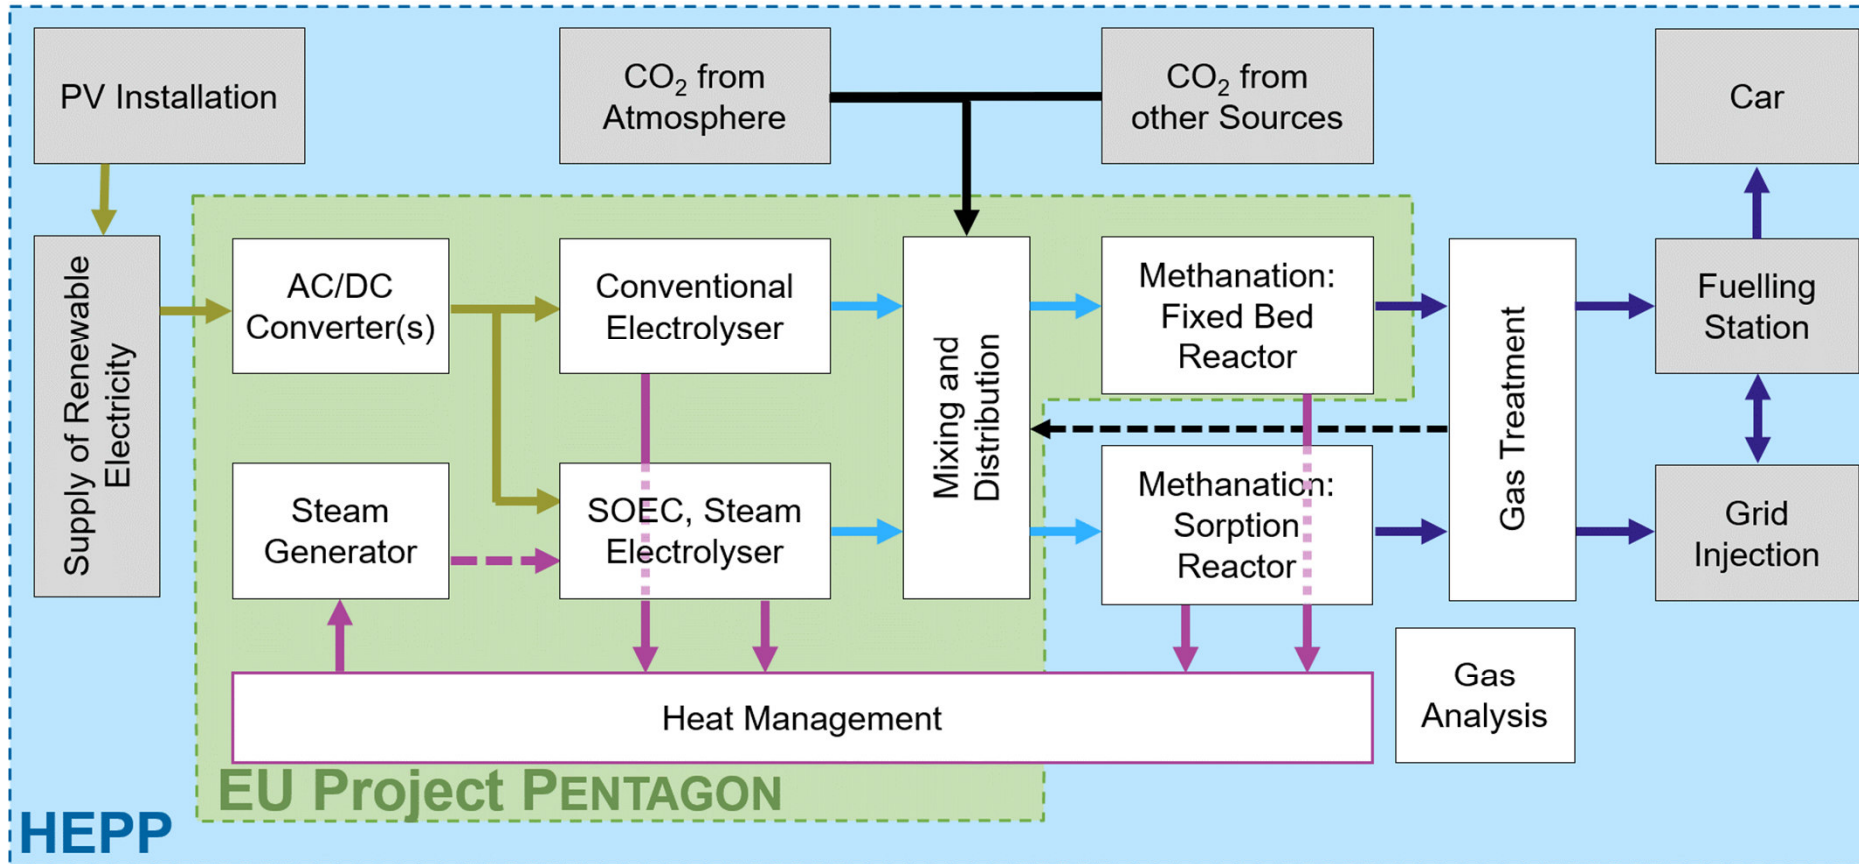 PV Installation
CO₂ from
Atmosphere
CO₂ from
other Sources
Car
Supply of Renewable
Electricity
AC/DC
Converter(s)
Conventional
Electrolyser
Mixing and
Distribution
Methanation:
Fixed Bed
Reactor
Gas Treatment
Fuelling
Station
Steam
Generator
SOEC, Steam
Electrolyser
Methanation:
Sorption
Reactor
Grid
Injection
Heat Management
Gas
Analysis
EU Project PENTAGON
HEPP